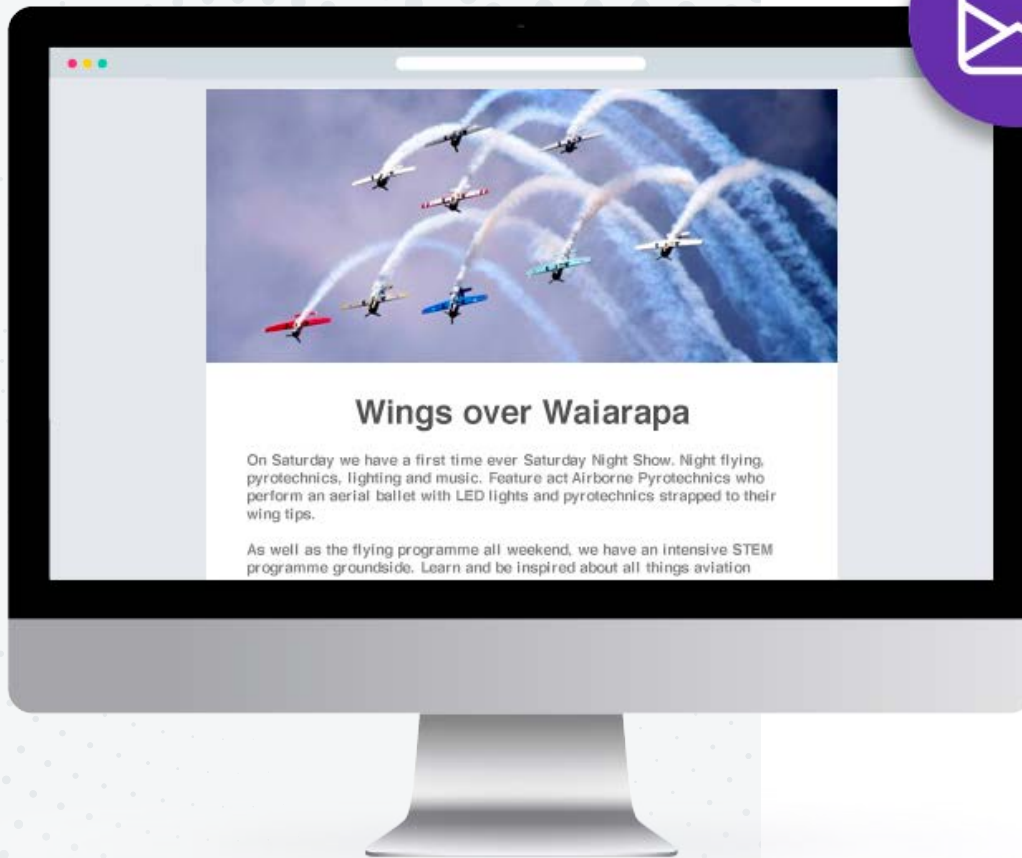 Wings over Waiarapa
On Saturday we have a first time ever Saturday Night Show. Night flying,
pyrotechnics, lighting and music. Feature act Airborne Pyrotechnics who
perform an aerial ballet with LED lights and pyrotechnics strapped to their
wing tips.
As well as the flying programme all weekend, we have an intensive STEM
programme groundside. Learn and be inspired about all things aviation